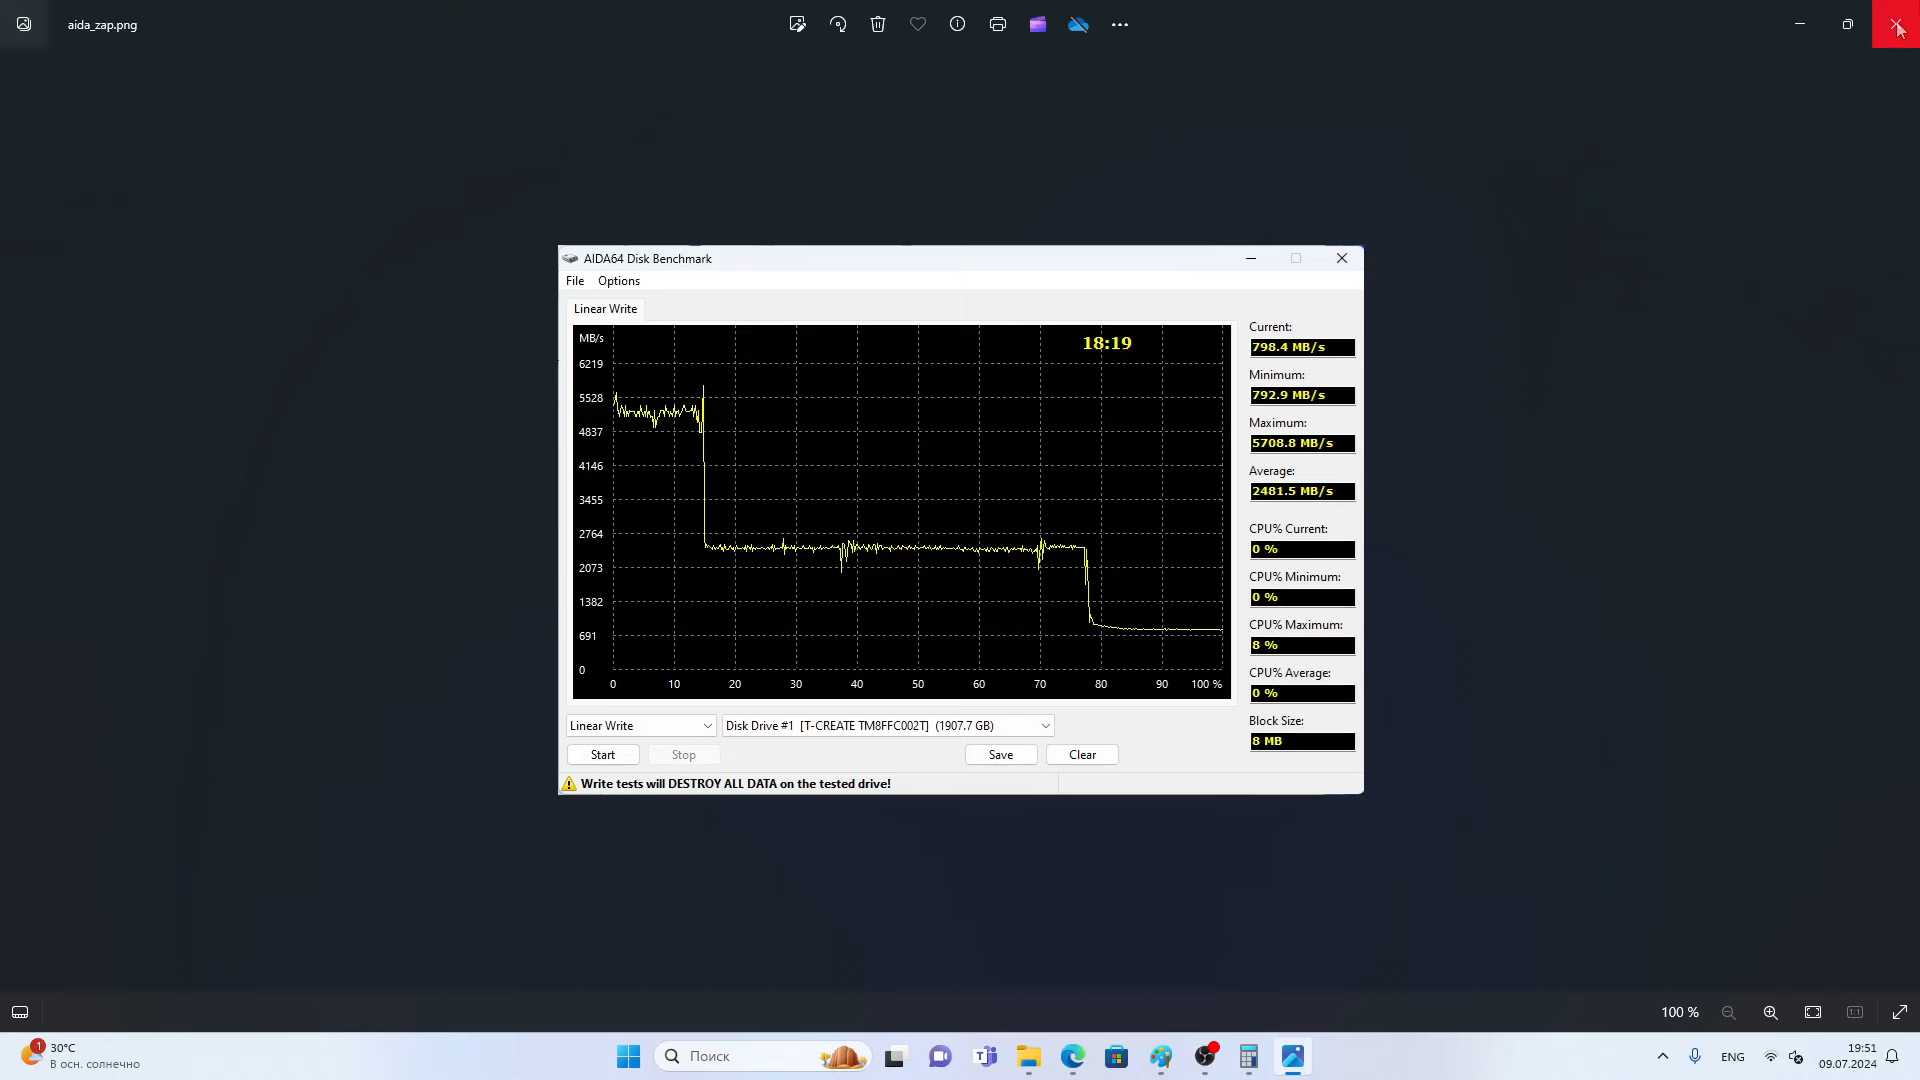 aida_zap.png
AIDA64 Disk Benchmark
File Options
Linear Write
MB/s
18:19
6219
5528
4837
4146
3455
2764
2073
1382
691
0
0 10 20 30 40 50 60 70 80 90 100 %
Current:
798.4 MB/s
Minimum:
792.9 MB/s
Maximum:
5708.8 MB/s
Average:
2481.5 MB/s
CPU% Current:
0 %
CPU% Minimum:
0 %
CPU% Maximum:
8 %
CPU% Average:
0 %
Block Size:
8 MB
Linear Write Disk Drive #1 [T-CREATE TM8FFC002T] (1907.7 GB)
Start Stop Save Clear
Write tests will DESTROY ALL DATA on the tested drive!
100 %
1:1
1
30°C
В осн. солнечно
Поиск
ENG
19:51
09.07.2024